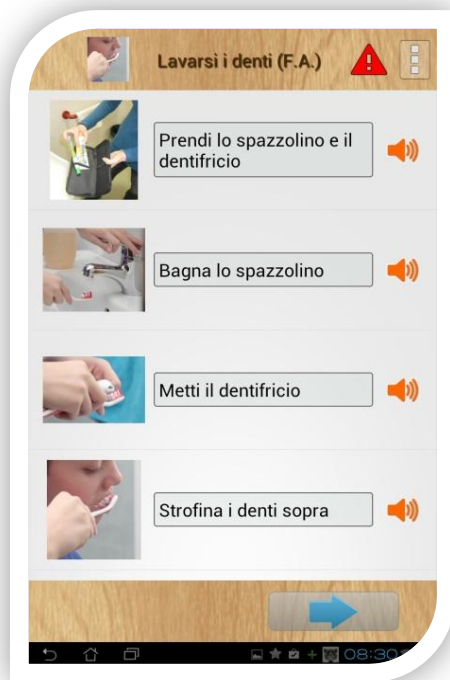 Lavarsi i denti (F.A.)
Prendi lo spazzolino e il
dentifricio
Bagna lo spazzolino
Metti il dentifricio
Strofina i denti sopra
08:30